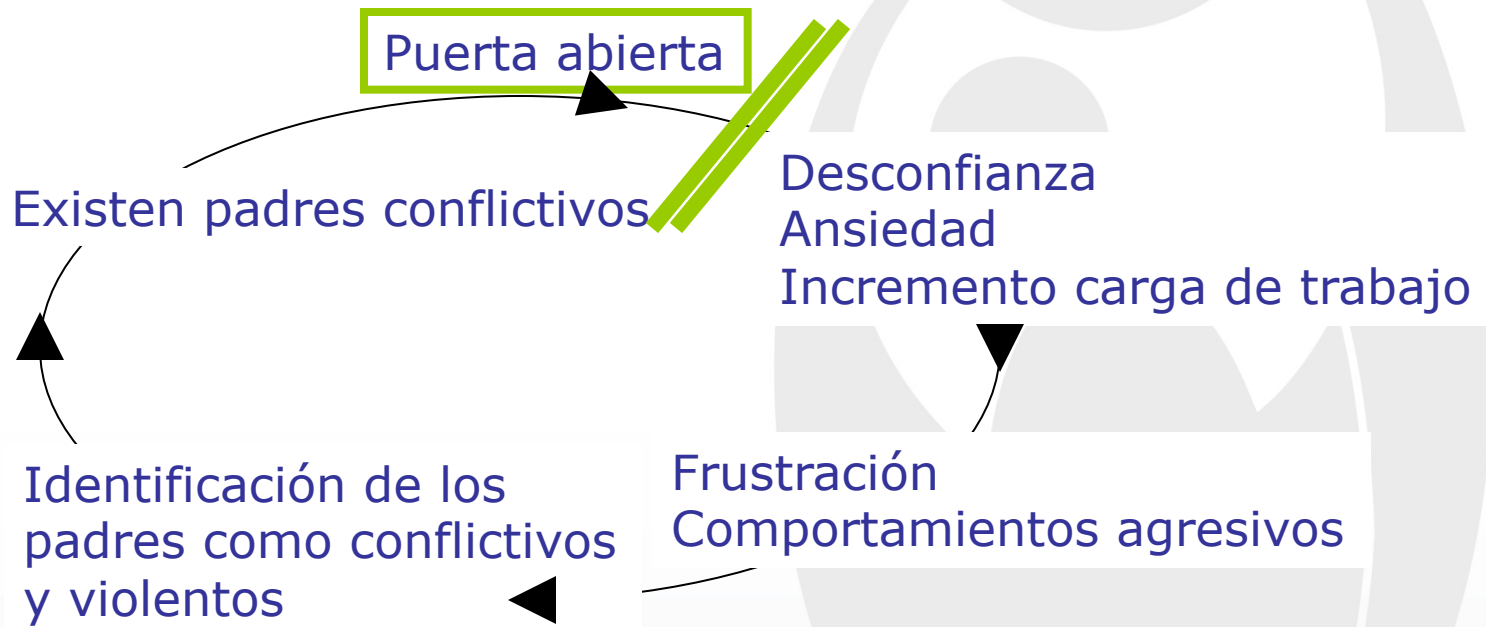 Puerta abierta
Existen padres conflictivos
Desconfianza
Ansiedad
Incremento carga de trabajo
Frustración
Comportamientos agresivos
Identificación de los
padres como conflictivos
y violentos